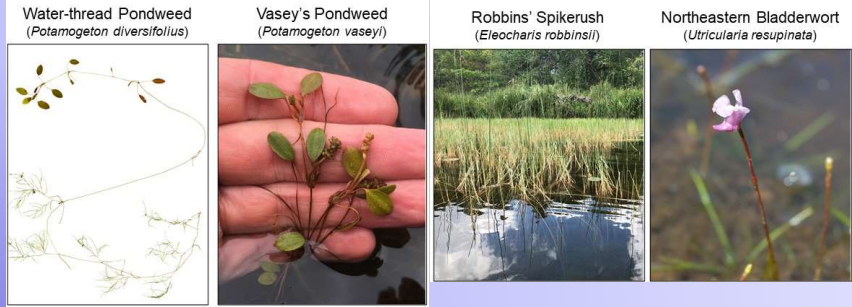 Water-thread Pondweed
(Potamogeton diversifolius)
Vasey's Pondweed
(Potamogeton vaseyi)
Robbins' Spikerush
(Eleocharis robbinsii)
Northeastern Bladderwort
(Utricularia resupinata)